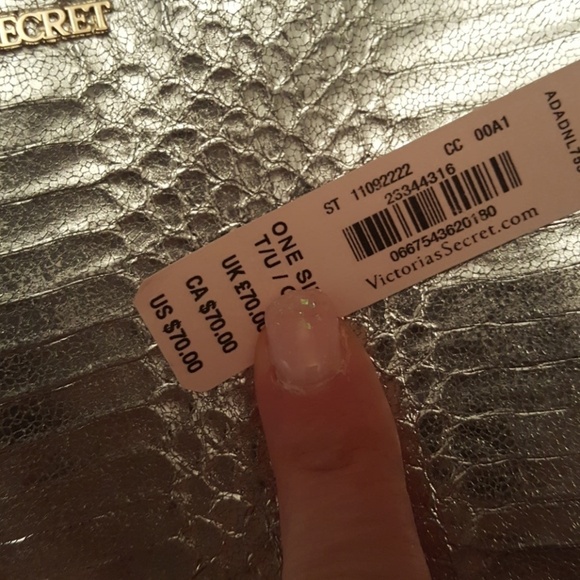 ECRET
ADADNL
ST 11092222 CC 00A1
23344316
0667543620180
VictoriasSecret.com
ONE
T/U /
UK £70.00
CA $70.00
US $70.00